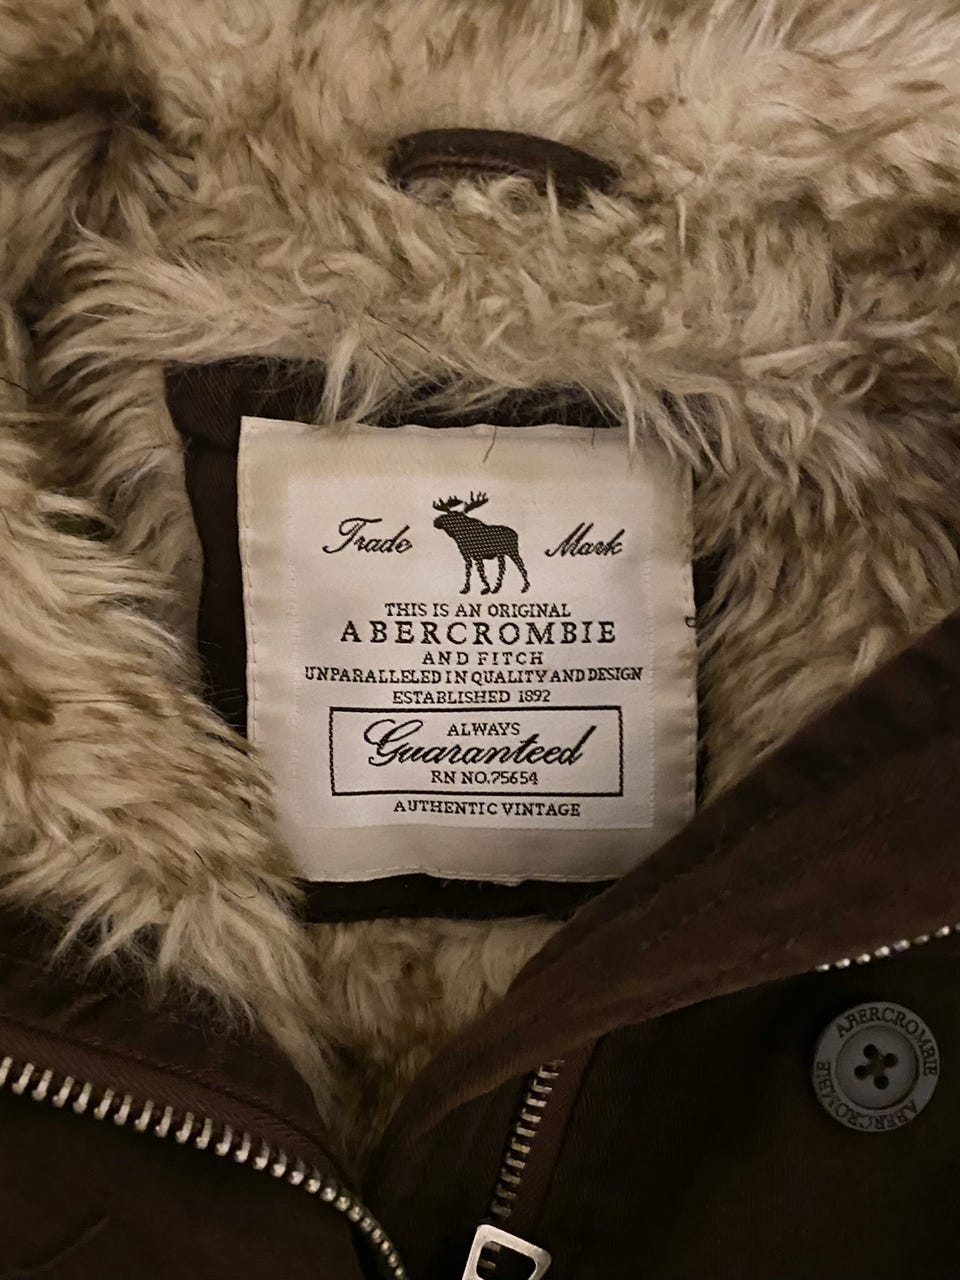 Trade Mark
THIS IS AN ORIGINAL
ABERCROMBIE
AND FITCH
UNPARALLELED IN QUALITY AND DESIGN
ESTABLISHED 1892
ALWAYS
Guaranteed
RN NO.75654
AUTHENTIC VINTAGE
ABERCROMBIE
ABERCROMBIE